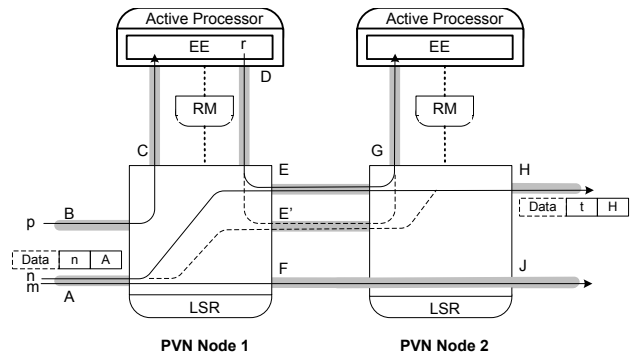 Active Processor
Active Processor
EE
r
EE
D
RM
RM
C
G
E
H
B
p
E'
Data t H
Data n A
n
m
A
F
J
LSR
LSR
PVN Node 1
PVN Node 2